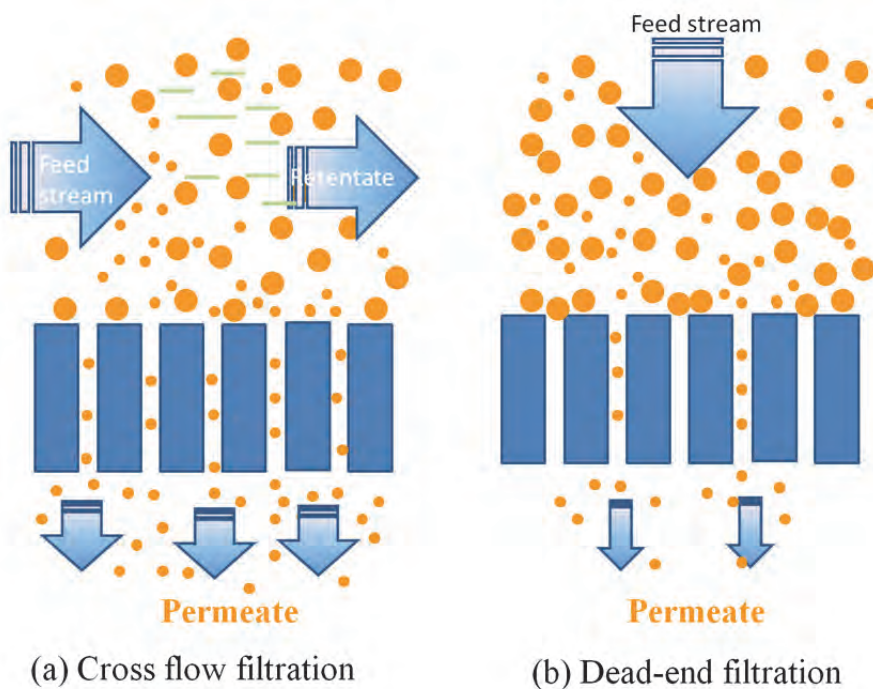 Feed
stream
Retentate
Permeate
(a) Cross flow filtration
Feed stream
Permeate
(b) Dead-end filtration